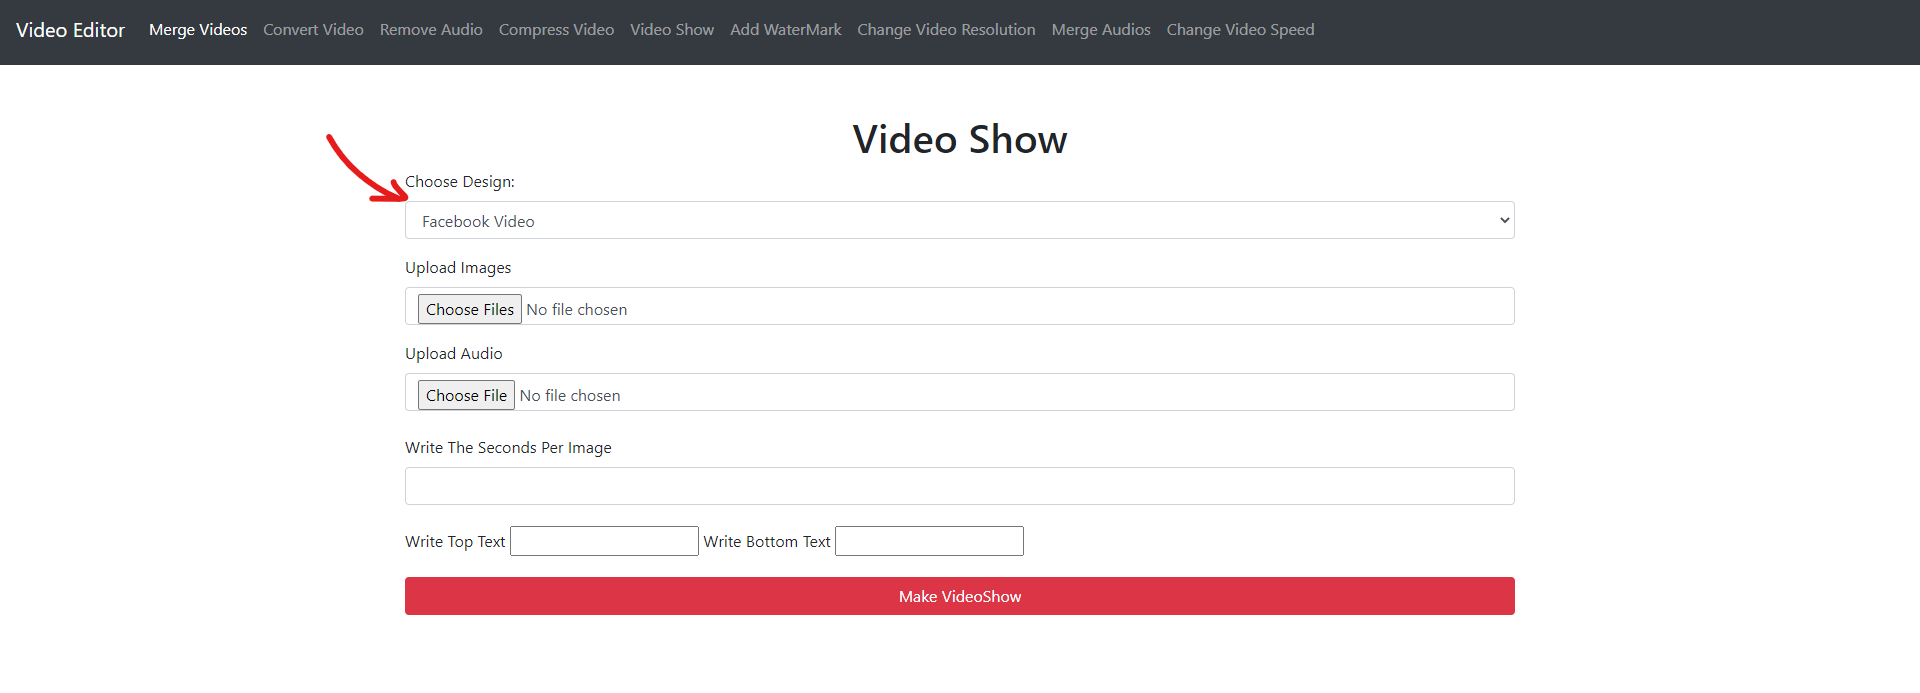 Video Editor Merge Videos Convert Video Remove Audio Compress Video Video Show Add WaterMark Change Video Resolution Merge Audios Change Video Speed
Video Show
Choose Design:
Facebook Video
Upload Images
Choose Files No file chosen
Upload Audio
Choose File No file chosen
Write The Seconds Per Image
Write Top Text Write Bottom Text
Make VideoShow